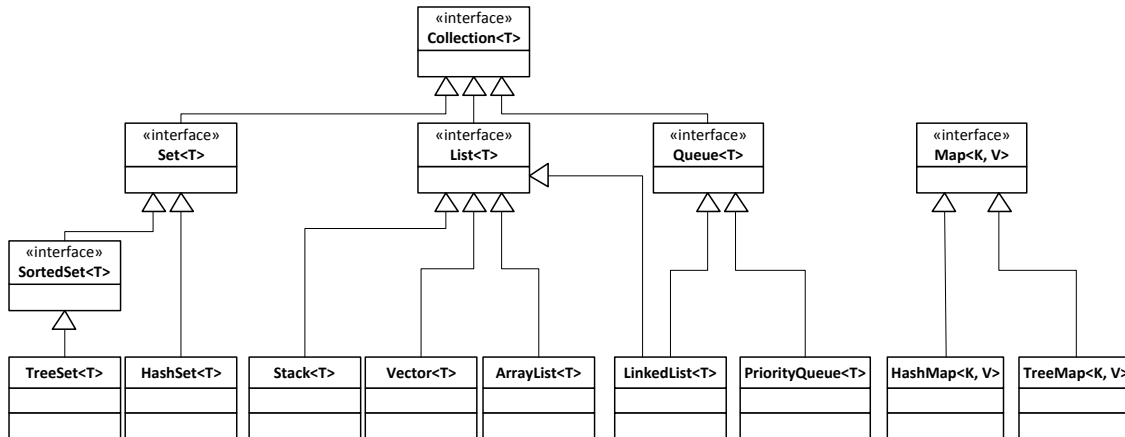 «interface»
Collection<T>
«interface»
Set<T>
«interface»
List<T>
«interface»
Queue<T>
«interface»
Map<K, V>
«interface»
SortedSet<T>
TreeSet<T>
HashSet<T>
Stack<T>
Vector<T>
ArrayList<T>
LinkedList<T>
PriorityQueue<T>
HashMap<K, V>
TreeMap<K, V>